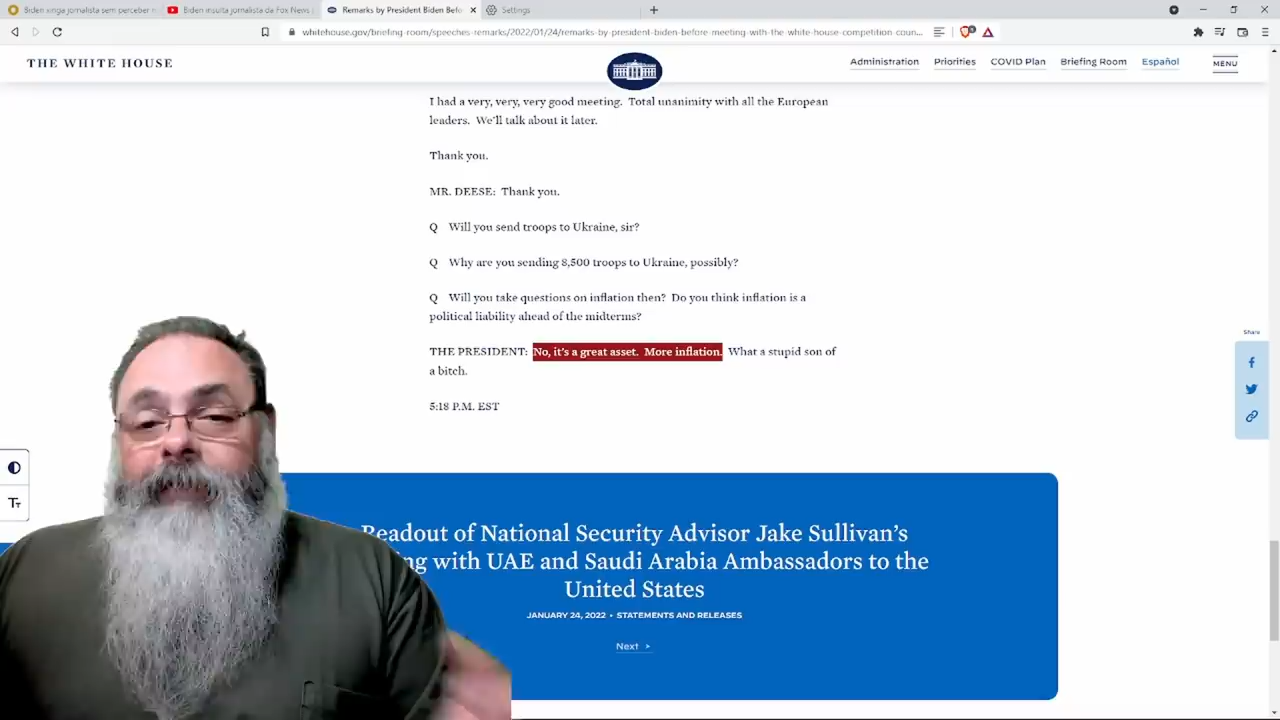 Biden xinga jornalista sem perceber
Biden insulta jornalista da Fox News
Remarks by President Biden Befo
Settings
whitehouse.gov/briefing-room/speeches-remarks/2022/01/24/remarks-by-president-biden-before-meeting-with-the-white-house-competition-coun...
THE WHITE HOUSE
Administration Priorities COVID Plan Briefing Room Español MENU
I had a very, very, very good meeting. Total unanimity with all the European
leaders. We'll talk about it later.
Thank you.
MR. DEESE: Thank you.
Q Will you send troops to Ukraine, sir?
Q Why are you sending 8,500 troops to Ukraine, possibly?
Q Will you take questions on inflation then? Do you think inflation is a
political liability ahead of the midterms?
Share
THE PRESIDENT: No, it's a great asset. More inflation. What a stupid son of
a bitch.
5:18 P.M. EST
Tт
Readout of National Security Advisor Jake Sullivan's
ng with UAE and Saudi Arabia Ambassadors to the
United States
JANUARY 24, 2022 • STATEMENTS AND RELEASES
Next >